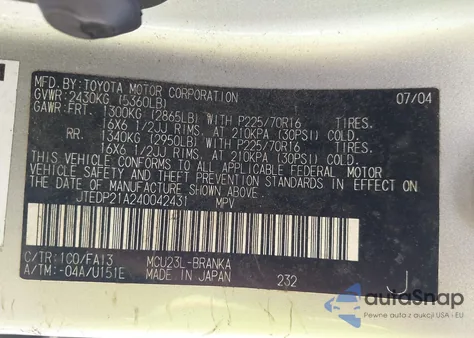 MFD. BY: TOYOTA MOTOR CORPORATION 07/04
GVWR: 2430KG (5360LB)
GAWR: FRT. 1300KG (2865LB) WITH P225/70R16 TIRES.
16X6 1/2JJ RIMS. AT 210KPA (30PSI) COLD.
RR. 1340KG (2950LB) WITH P225/70R16 TIRES.
16X6 1/2JJ RIMS. AT 210KPA (30PSI) COLD.
THIS VEHICLE CONFORMS TO ALL APPLICABLE FEDERAL MOTOR
VEHICLE SAFETY AND THEFT PREVENTION STANDARDS IN EFFECT
ON THE DATE OF MANUFACTURE SHOWN ABOVE.
JTEDP21A240042431 MPV
C/TR: 1C0/FA13 MCU23L-BRANKA
A/TM: -04A/U151E MADE IN JAPAN 232
J
autaSnap
Pewne auta z aukcji USA i EU